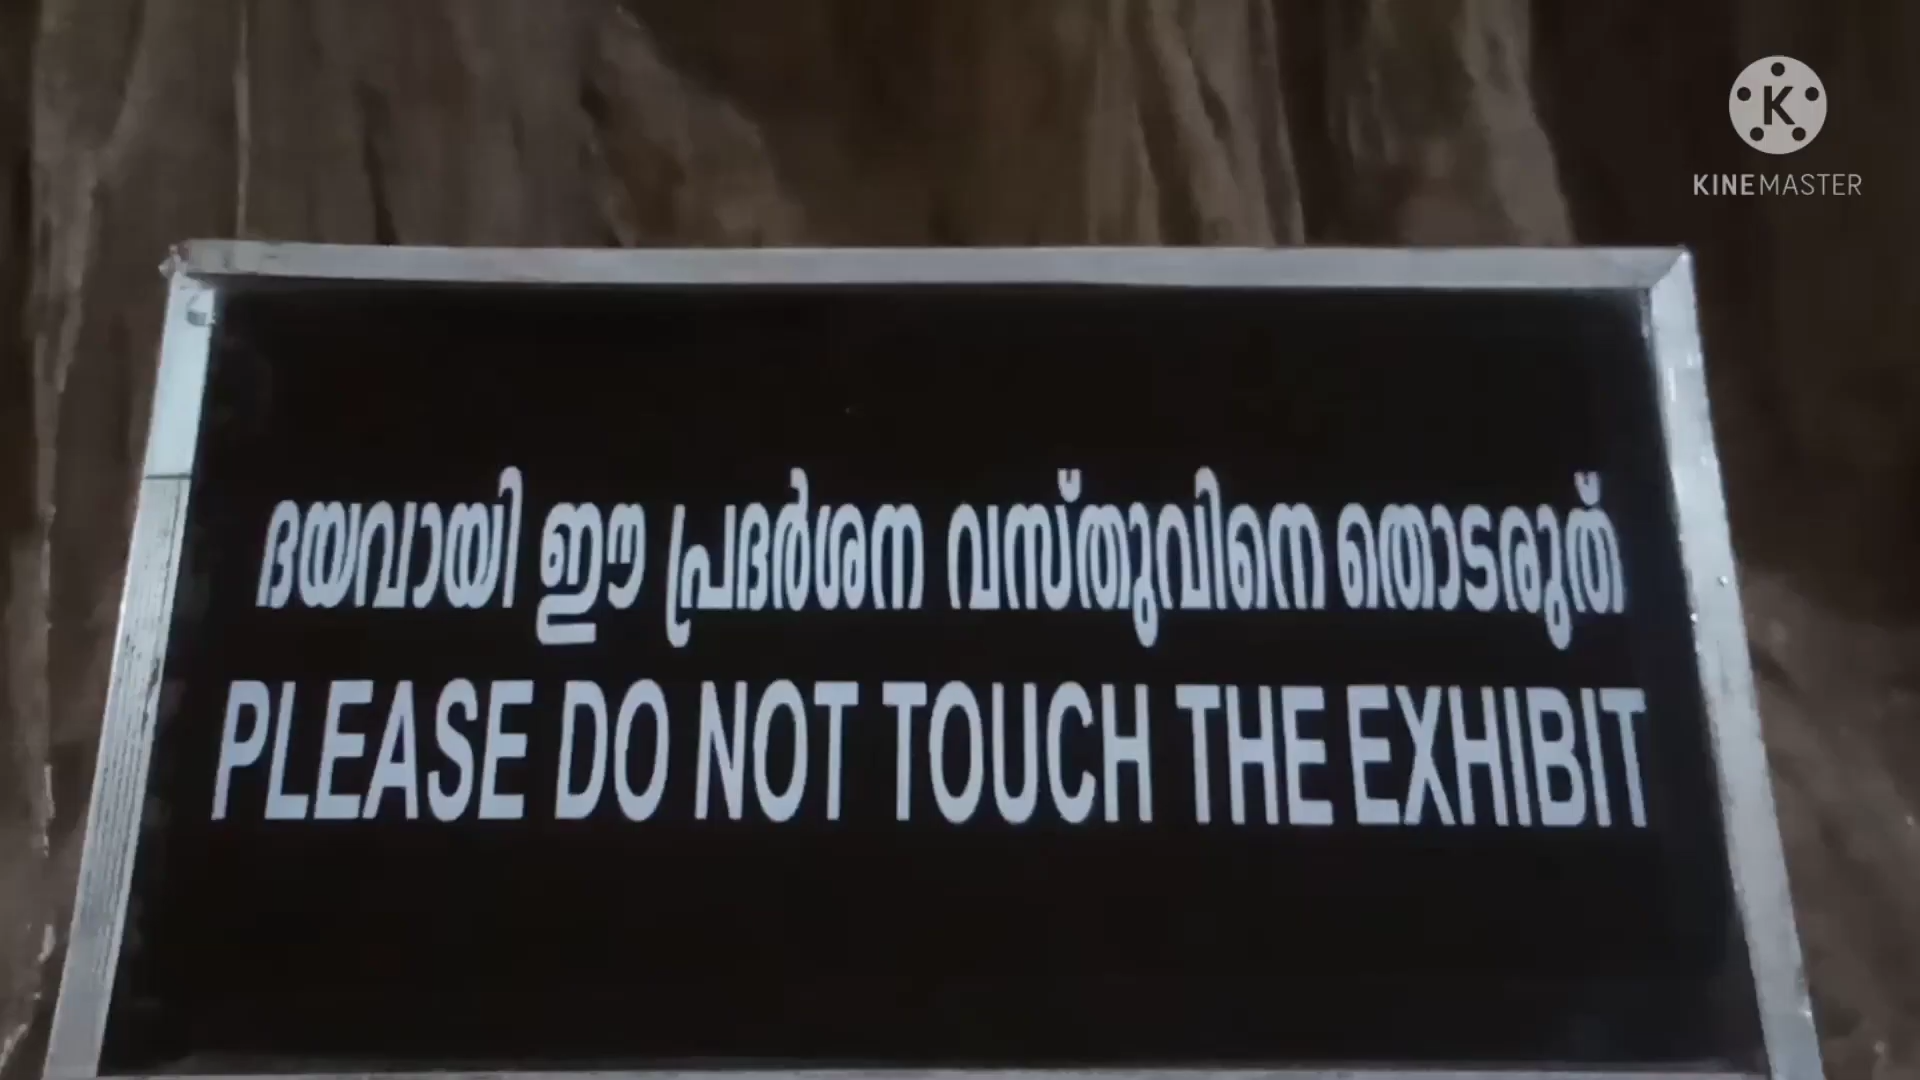 K
KINEMASTER
ദയവായി ഈ പ്രദർശന വസ്തുവിനെ തൊടരുത്
PLEASE DO NOT TOUCH THE EXHIBIT